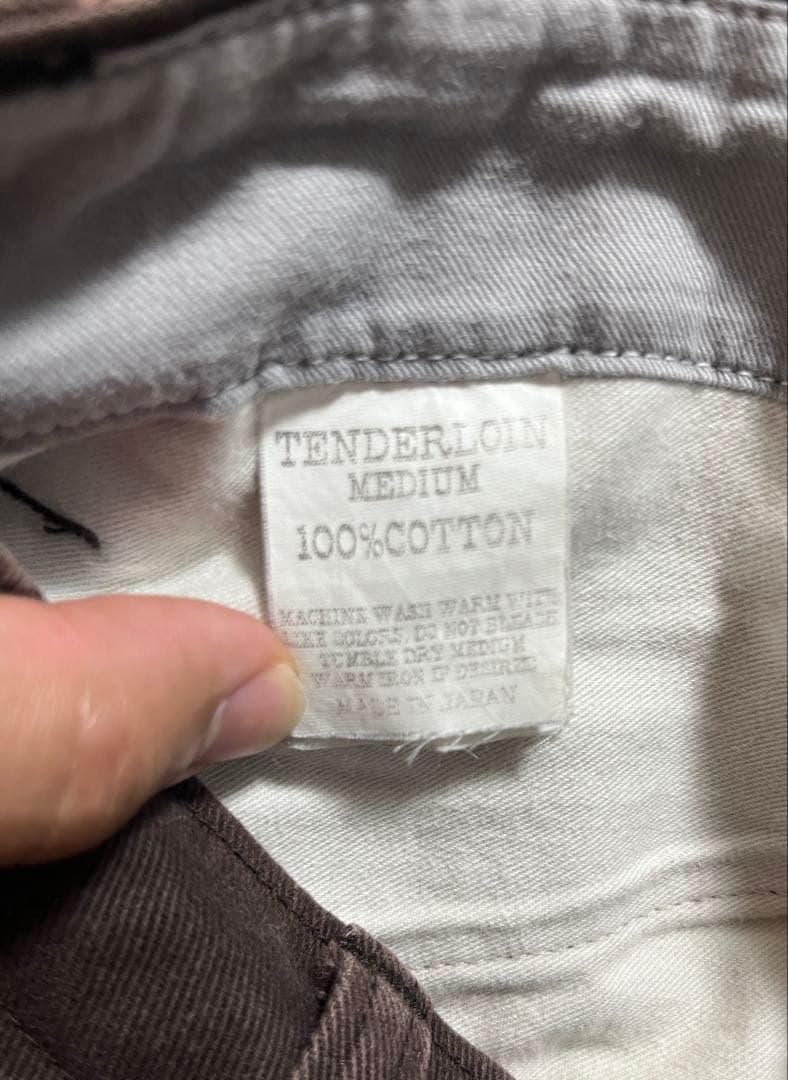 TENDERLOIN
MEDIUM
100%COTTON
MACHINE WASH WARM WITH
LIKE COLORS, DO NOT BLEACH
TUMBLE DRY MEDIUM
WARM IRON IF DESIRED
MADE IN JAPAN